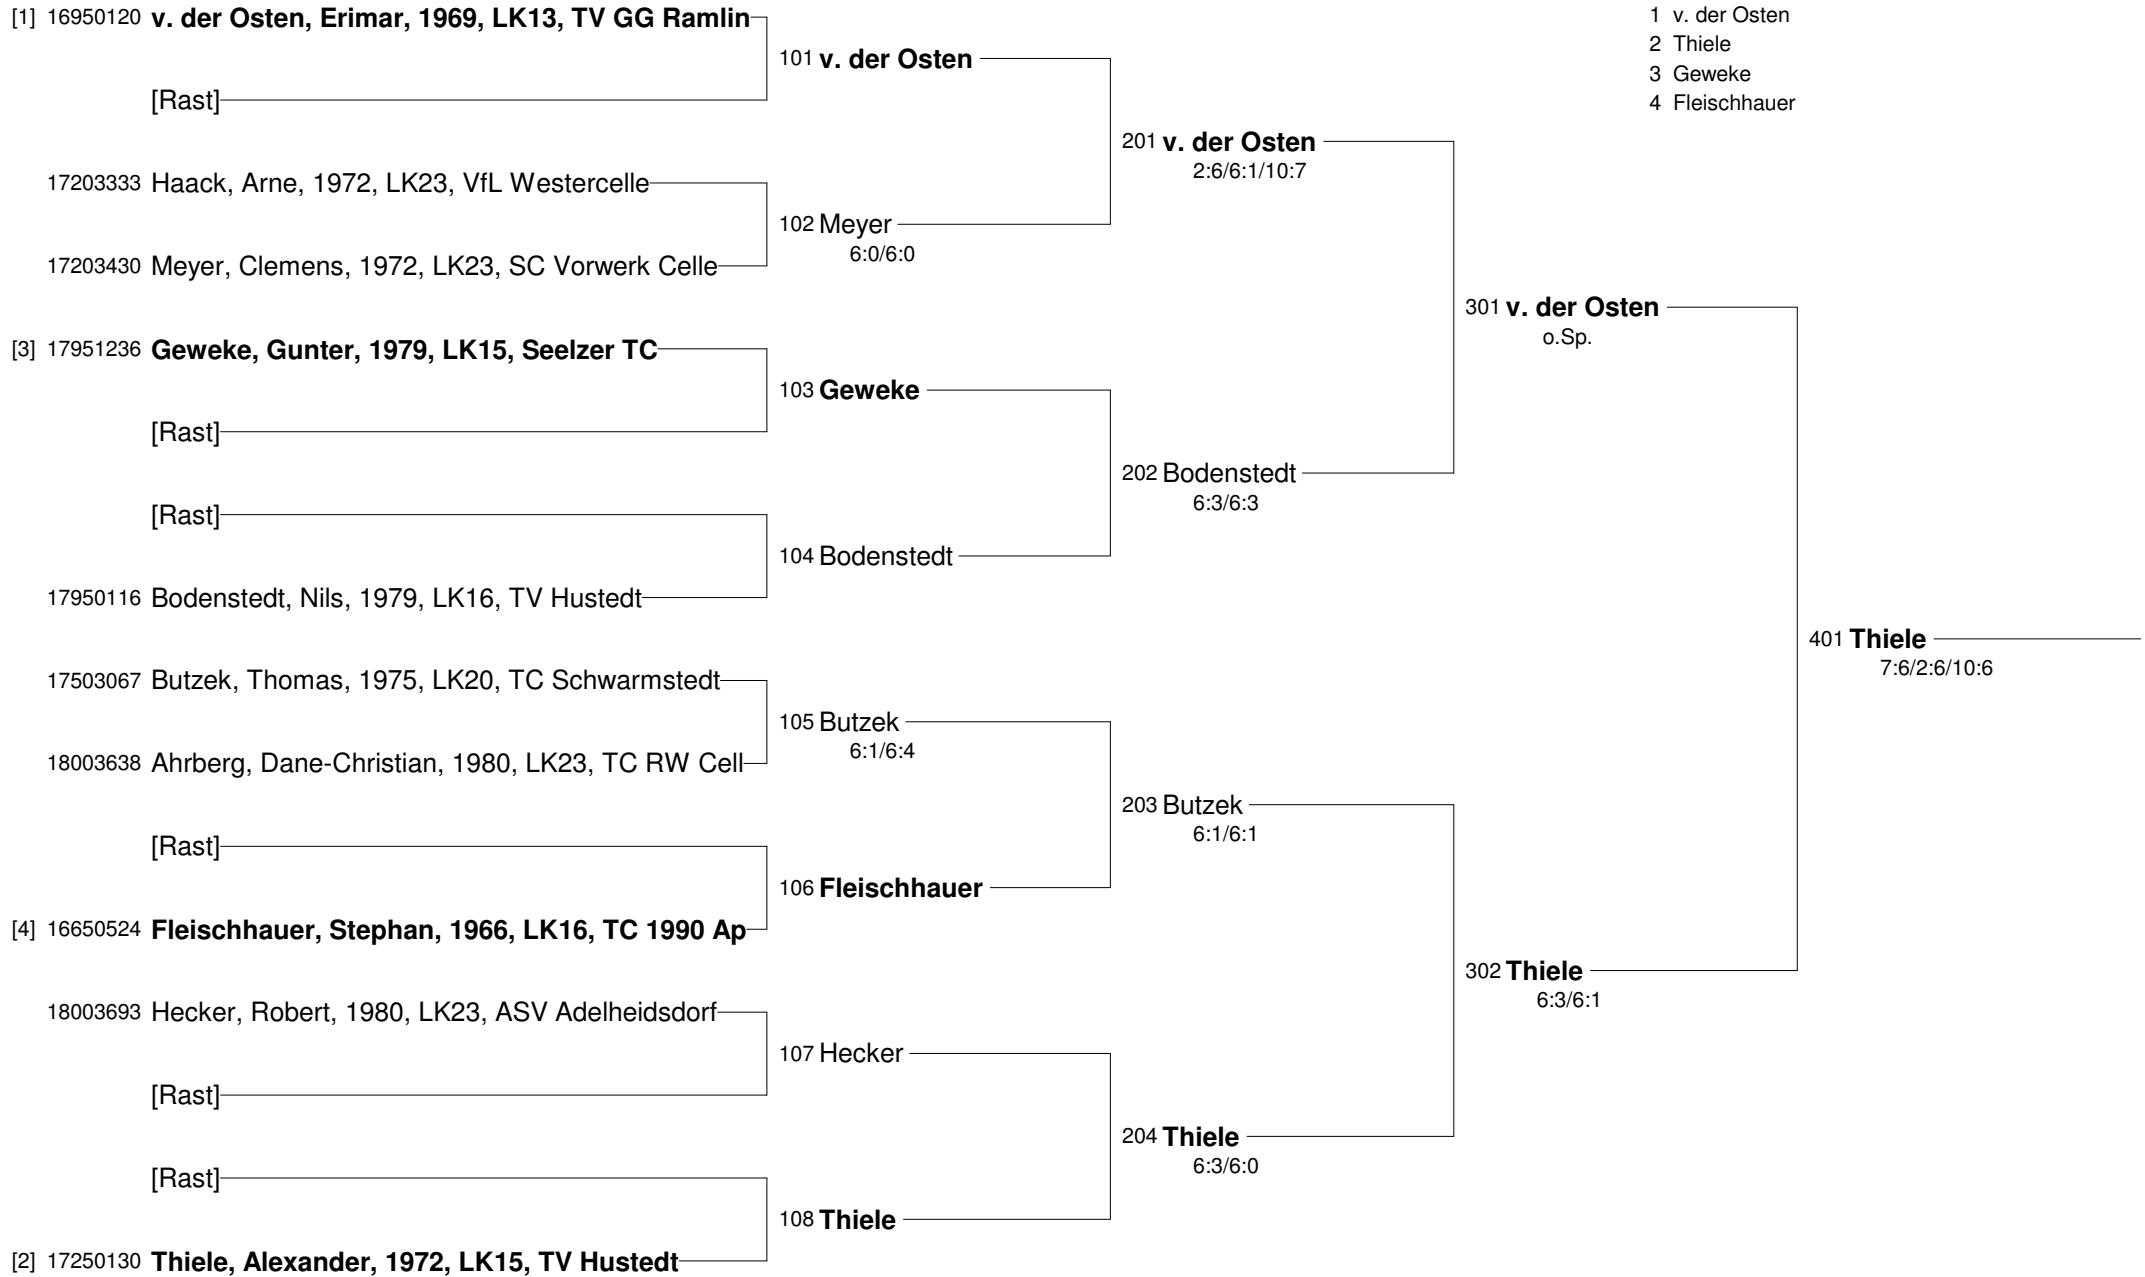 [1] 16950120 v. der Osten, Erimar, 1969, LK13, TV GG Ramlin
1 v. der Osten
2 Thiele
3 Geweke
4 Fleischhauer
101 v. der Osten
[Rast]
201 v. der Osten
2:6/6:1/10:7
17203333 Haack, Arne, 1972, LK23, VfL Westercelle
102 Meyer
6:0/6:0
17203430 Meyer, Clemens, 1972, LK23, SC Vorwerk Celle
301 v. der Osten
o.Sp.
[3] 17951236 Geweke, Gunter, 1979, LK15, Seelzer TC
103 Geweke
[Rast]
202 Bodenstedt
6:3/6:3
[Rast]
104 Bodenstedt
17950116 Bodenstedt, Nils, 1979, LK16, TV Hustedt
401 Thiele
7:6/2:6/10:6
17503067 Butzek, Thomas, 1975, LK20, TC Schwarmstedt
105 Butzek
6:1/6:4
18003638 Ahrberg, Dane-Christian, 1980, LK23, TC RW Cell
203 Butzek
6:1/6:1
[Rast]
106 Fleischhauer
[4] 16650524 Fleischhauer, Stephan, 1966, LK16, TC 1990 Ap
302 Thiele
6:3/6:1
18003693 Hecker, Robert, 1980, LK23, ASV Adelheidsdorf
107 Hecker
[Rast]
204 Thiele
6:3/6:0
[Rast]
108 Thiele
[2] 17250130 Thiele, Alexander, 1972, LK15, TV Hustedt